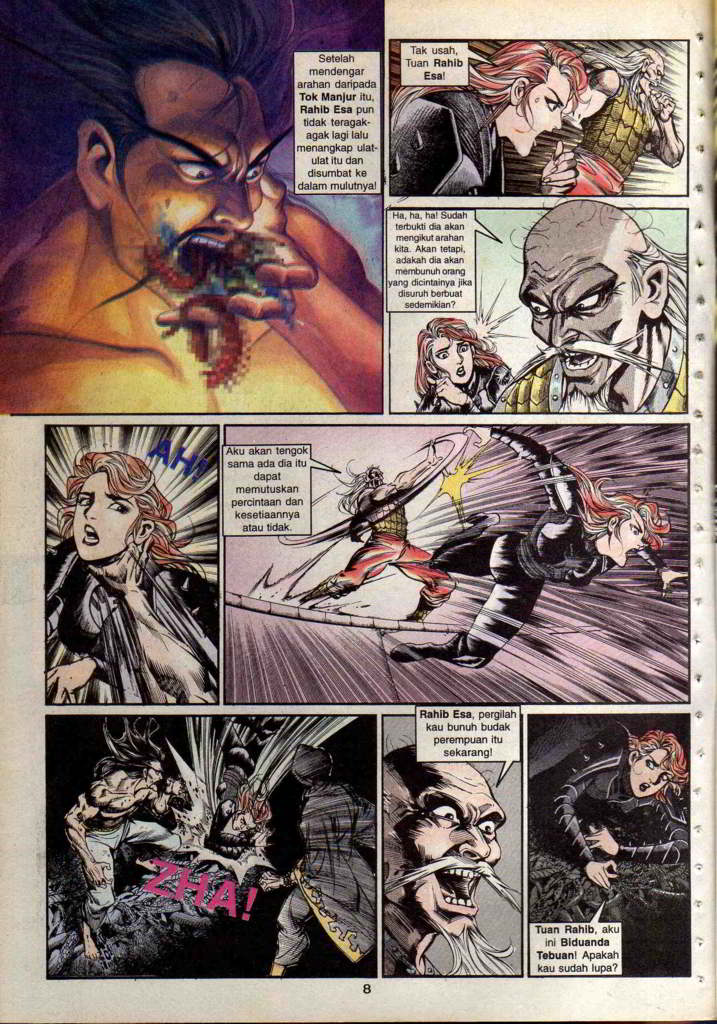 Setelah
mendengar
arahan daripada
Tok Manjur itu,
Rahib Esa pun
tidak teragak-
agak lagi lalu
menangkap ulat-
ulat itu dan
disumbat ke
dalam mulutnya!
Tak usah,
Tuan Rahib
Esa!
Ha, ha, ha! Sudah
terbukti dia akan
mengikut arahan
kita. Akan tetapi,
adakah dia akan
membunuh orang
yang dicintainya jika
disuruh berbuat
sedemikian?
AH!
Aku akan tengok
sama ada dia itu
dapat
memutuskan
percintaan dan
kesetiaannya
atau tidak.
ZHA!
Rahib Esa, pergilah
kau bunuh budak
perempuan itu
sekarang!
Tuan Rahib, aku
ini Biduanda
Tebuan! Apakah
kau sudah lupa?
8